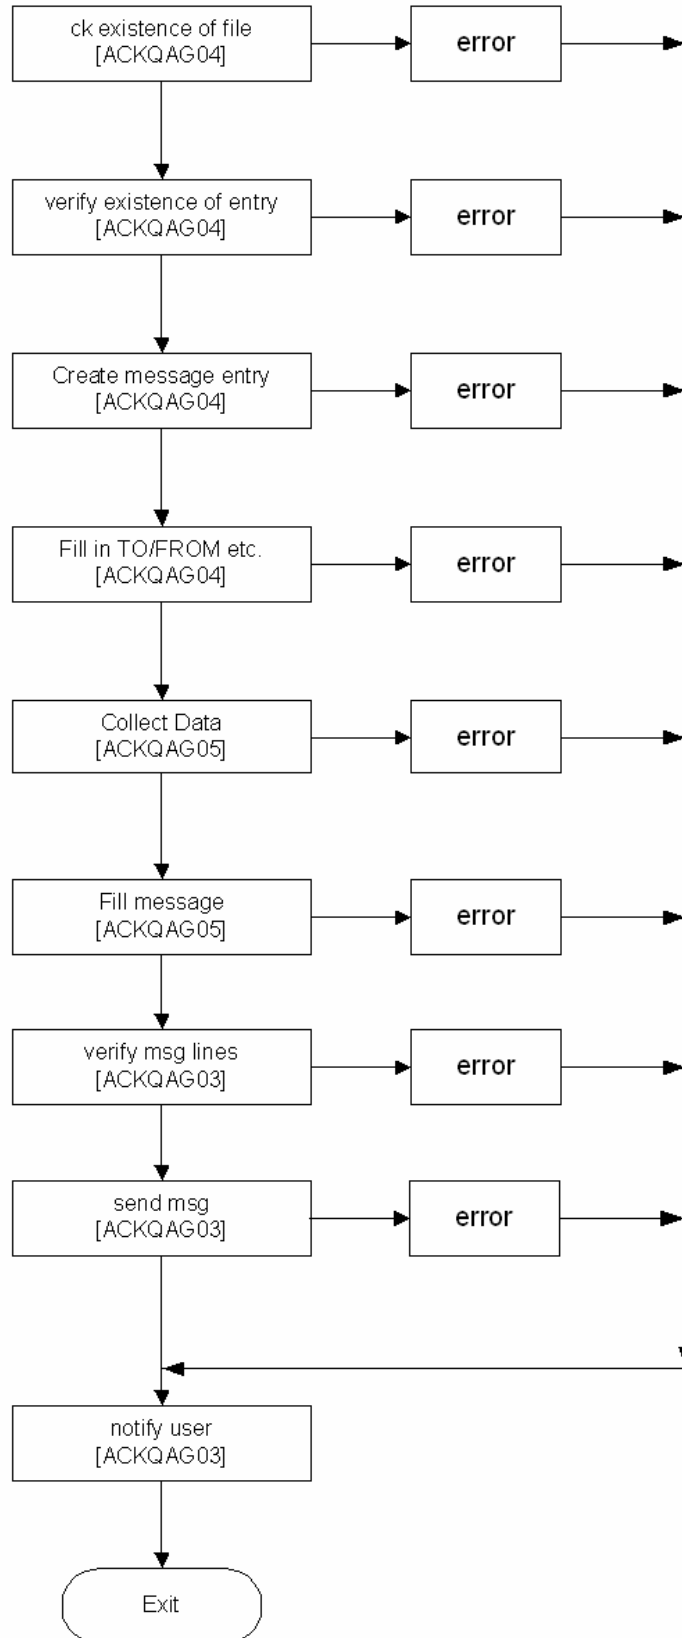 ck existence of file
[ACKQAG04]
error
verify existence of entry
[ACKQAG04]
error
Create message entry
[ACKQAG04]
error
Fill in TO/FROM etc.
[ACKQAG04]
error
Collect Data
[ACKQAG05]
error
Fill message
[ACKQAG05]
error
verify msg lines
[ACKQAG03]
error
send msg
[ACKQAG03]
error
notify user
[ACKQAG03]
Exit